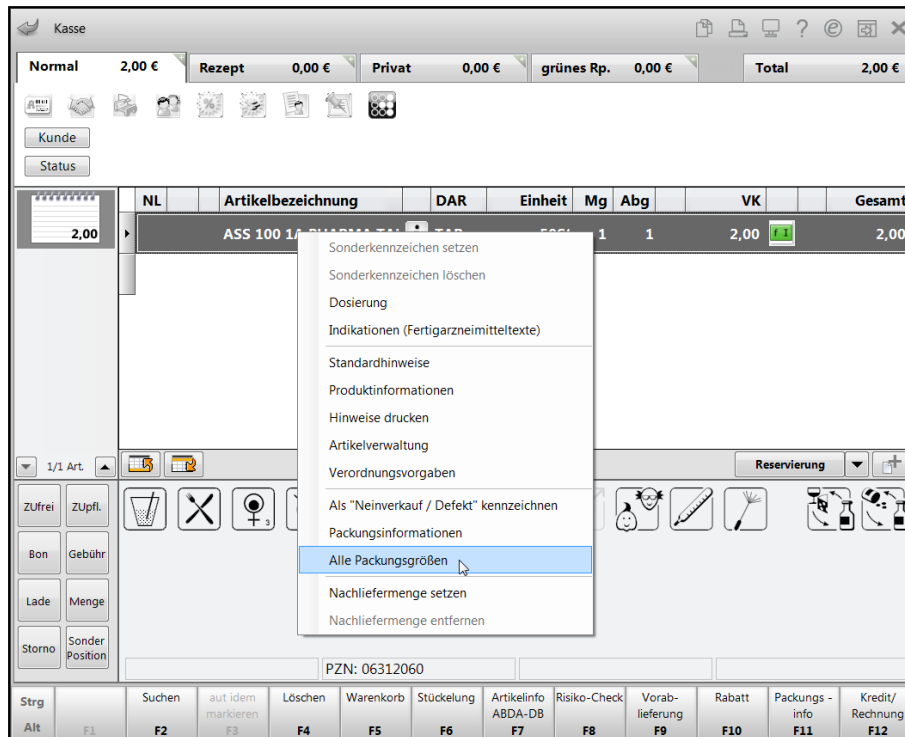 Kasse
Normal 2,00 € Rezept 0,00 € Privat 0,00 € grünes Rp. 0,00 € Total 2,00 €
Kunde
Status
NL Artikelbezeichnung DAR Einheit Mg Abg VK Gesamt
2,00 ASS 100 1A 1 1 2,00 2,00
Sonderkennzeichen setzen
Sonderkennzeichen löschen
Dosierung
Indikationen (Fertigarzneimitteltexte)
Standardhinweise
Produktinformationen
Hinweise drucken
Artikelverwaltung
Verordnungsvorgaben
Als "Neinverkauf / Defekt" kennzeichnen
Packungsinformationen
Alle Packungsgrößen
Nachliefermenge setzen
Nachliefermenge entfernen
1/1 Art. Reservierung
ZUfrei ZUpfl.
Bon Gebühr
Lade Menge
Storno Sonder
Position
3
PZN: 06312060
Strg Suchen aut idem Löschen Warenkorb Stückelung Artikelinfo Risiko-Check Vorab- Rabatt Packungs - Kredit/
markieren ABDA-DB lieferung info Rechnung
Alt F1 F2 F3 F4 F5 F6 F7 F8 F9 F10 F11 F12